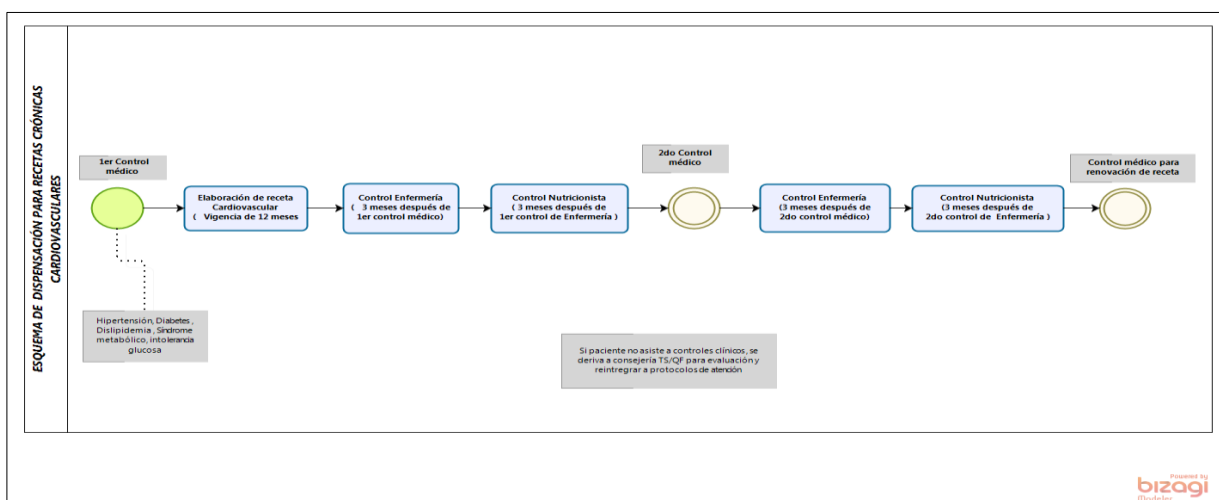 ESQUEMA DE DISPENSACIÓN PARA RECETAS CRÓNICAS
CARDIOVASCULARES
1er Control
médico
Elaboración de receta
Cardiovascular
( Vigencia de 12 meses
Control Enfermería
( 3 meses después de
1er control médico)
Control Nutricionista
( 3 meses después de
1er control de Enfermería )
2do Control
médico
Control Enfermería
(3 meses después de
2do control médico)
Control Nutricionista
(3 meses después de
2do control de Enfermería )
Control médico para
renovación de receta
Hipertensión, Diabetes ,
Dislipidemia , Síndrome
metabólico, intolerancia
glucosa
Si paciente no asiste a controles clínicos, se
deriva a consejería TS/QF para evaluación y
reintregrar a protocolos de atención
Powered by
bizagi
Modeler